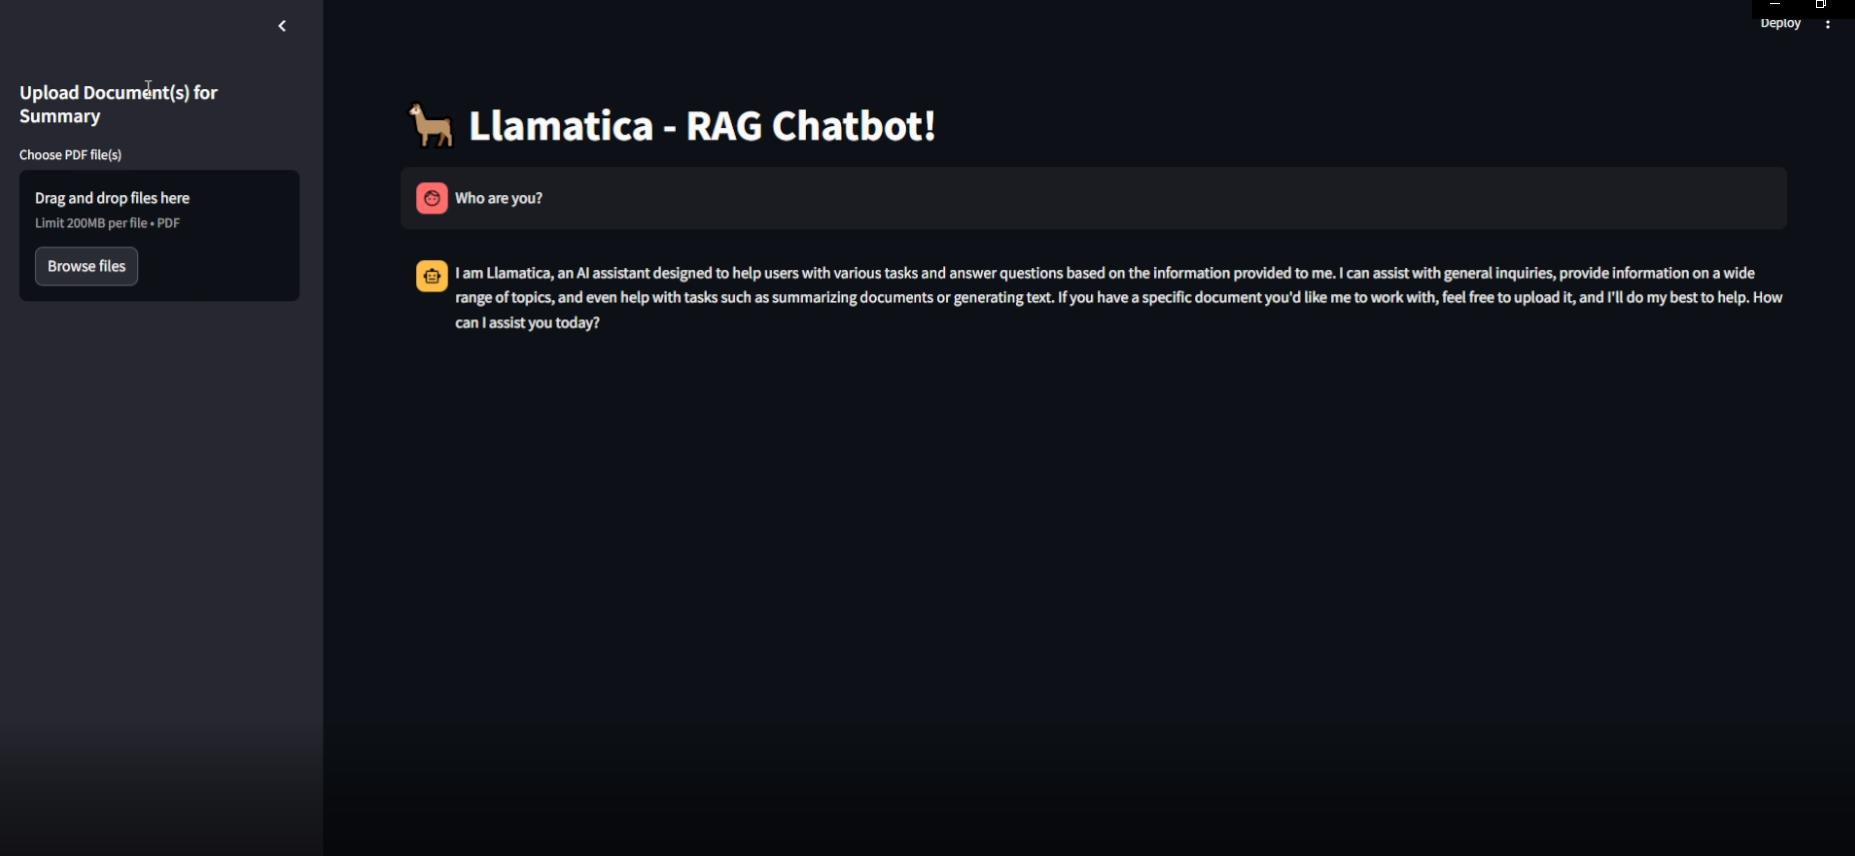 Deploy
Upload Document(s) for
Summary
Choose PDF file(s)
Drag and drop files here
Limit 200MB per file • PDF
Browse files
Llamatica - RAG Chatbot!
Who are you?
I am Llamatica, an AI assistant designed to help users with various tasks and answer questions based on the information provided to me. I can assist with general inquiries, provide information on a wide
range of topics, and even help with tasks such as summarizing documents or generating text. If you have a specific document you'd like me to work with, feel free to upload it, and I'll do my best to help. How
can I assist you today?